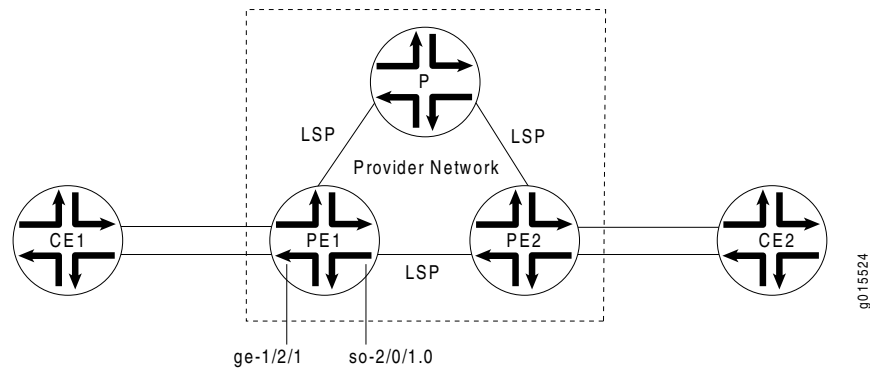 P
LSP
LSP
Provider Network
CE1
PE1
PE2
CE2
LSP
g015524
ge-1/2/1
so-2/0/1.0